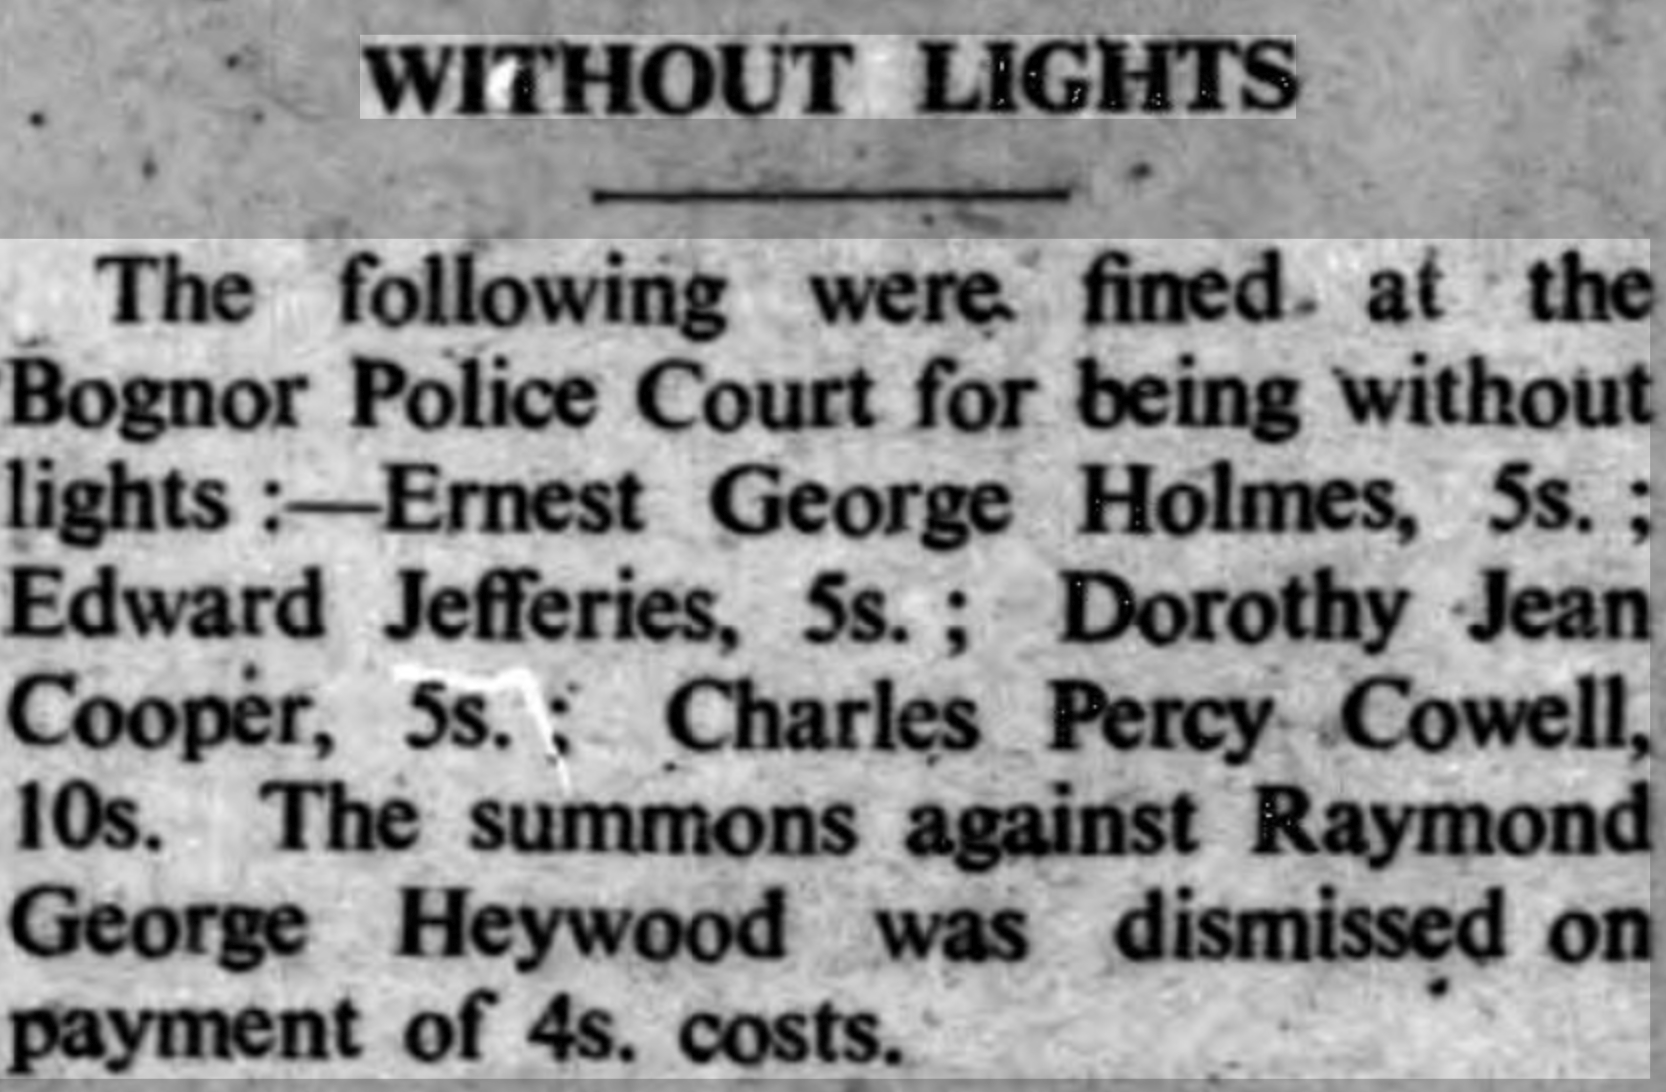 WITHOUT LIGHTS
The following were fined at the
Bognor Police Court for being without
lights :—Ernest George Holmes, 5s. ;
Edward Jefferies, 5s. ; Dorothy Jean
Cooper, 5s. ; Charles Percy Cowell,
10s. The summons against Raymond
George Heywood was dismissed on
payment of 4s. costs.